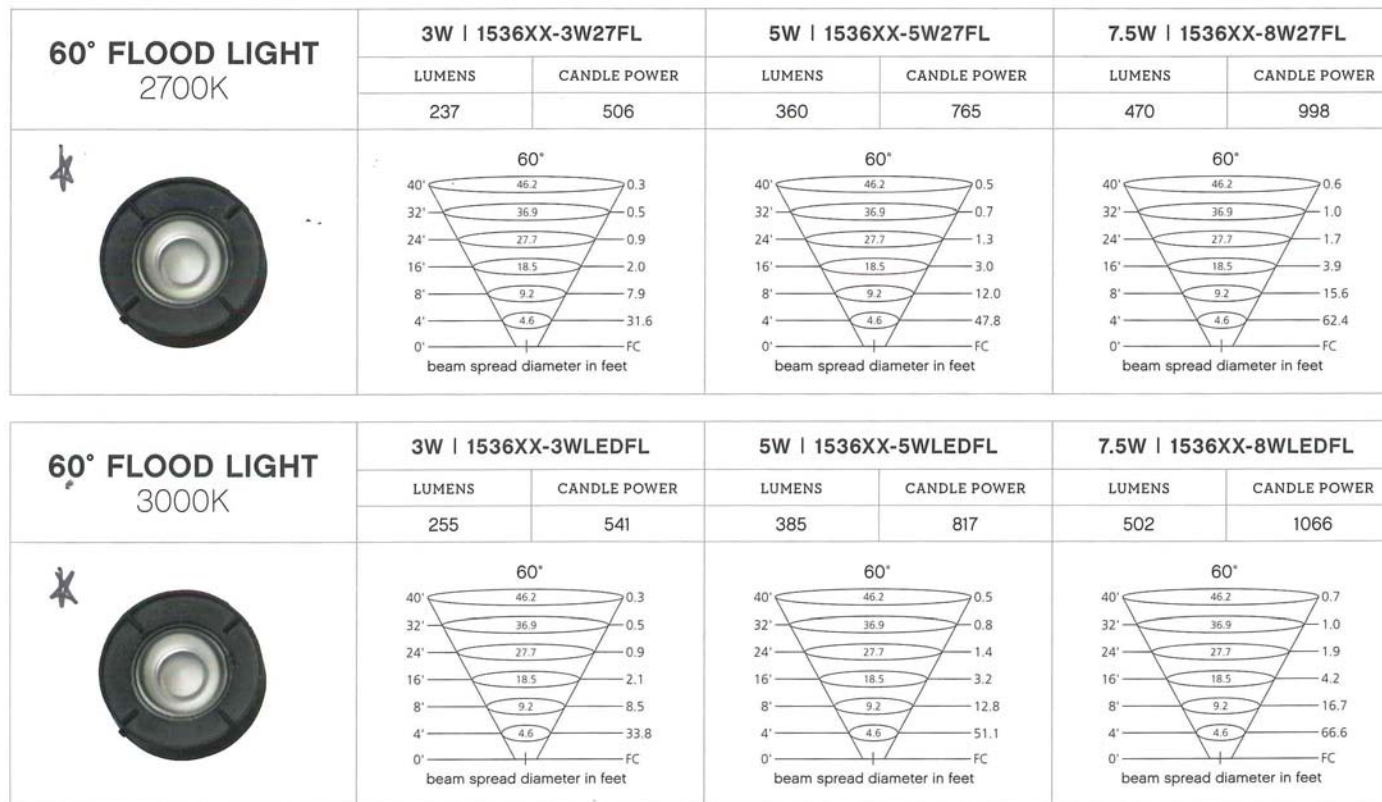 60° FLOOD LIGHT
2700K
3W | 1536XX-3W27FL
5W | 1536XX-5W27FL
7.5W | 1536XX-8W27FL
LUMENS CANDLE POWER LUMENS CANDLE POWER LUMENS CANDLE POWER
237 506 360 765 470 998
60° 60° 60°
40' 46.2 0.3 40' 46.2 0.5 40' 46.2 0.6
32' 36.9 0.5 32' 36.9 0.7 32' 36.9 1.0
24' 27.7 0.9 24' 27.7 1.3 24' 27.7 1.7
16' 18.5 2.0 16' 18.5 3.0 16' 18.5 3.9
8' 9.2 7.9 8' 9.2 12.0 8' 9.2 15.6
4' 4.6 31.6 4' 4.6 47.8 4' 4.6 62.4
0' FC 0' FC 0' FC
beam spread diameter in feet beam spread diameter in feet beam spread diameter in feet
60° FLOOD LIGHT
3000K
3W | 1536XX-3WLEDFL
5W | 1536XX-5WLEDFL
7.5W | 1536XX-8WLEDFL
LUMENS CANDLE POWER LUMENS CANDLE POWER LUMENS CANDLE POWER
255 541 385 817 502 1066
60° 60° 60°
40' 46.2 0.3 40' 46.2 0.5 40' 46.2 0.7
32' 36.9 0.5 32' 36.9 0.8 32' 36.9 1.0
24' 27.7 0.9 24' 27.7 1.4 24' 27.7 1.9
16' 18.5 2.1 16' 18.5 3.2 16' 18.5 4.2
8' 9.2 8.5 8' 9.2 12.8 8' 9.2 16.7
4' 4.6 33.8 4' 4.6 51.1 4' 4.6 66.6
0' FC 0' FC 0' FC
beam spread diameter in feet beam spread diameter in feet beam spread diameter in feet